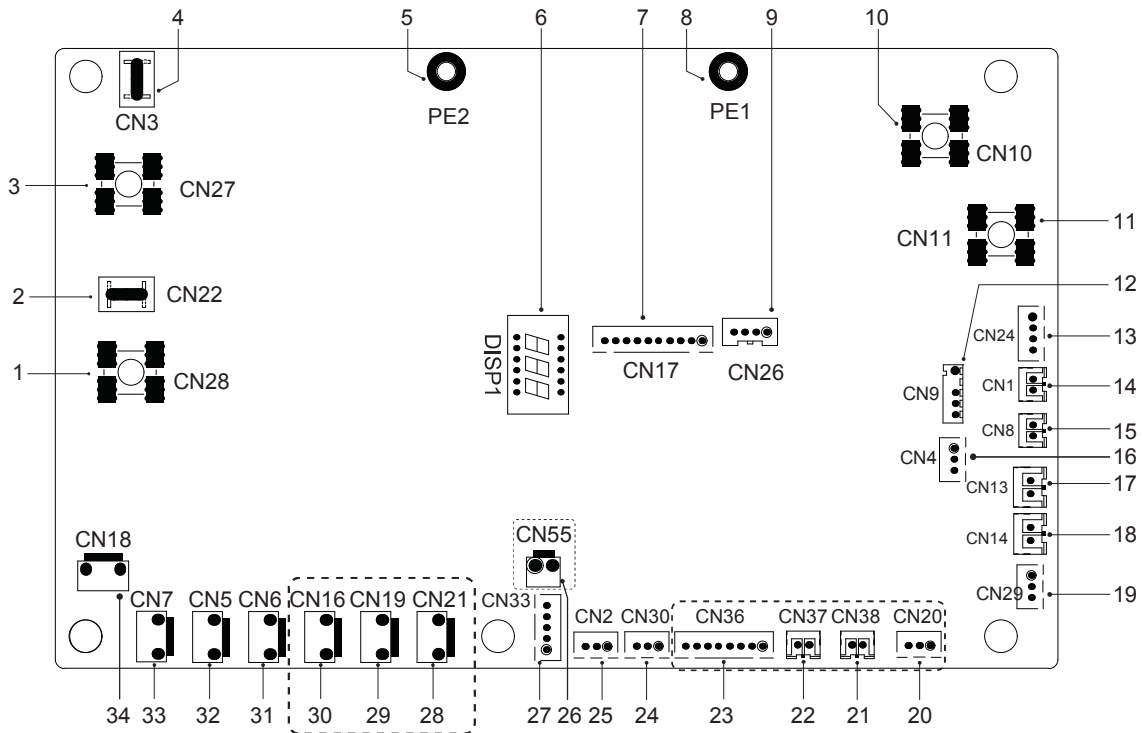 4 5 6 7 8 9 10
CN3 PE2 PE1
CN10
3 CN27
CN11 11
2 CN22
12
DISP1 CN17 CN26
CN24 13
1 CN28
CN9 CN1 14
CN8 15
CN4 16
CN13 17
CN14 18
CN18 CN55
CN29 19
CN7 CN5 CN6 CN16 CN19 CN21 CN33 CN2 CN30 CN36 CN37 CN38 CN20
34 33 32 31 30 29 28 27 26 25 24 23 22 21 20